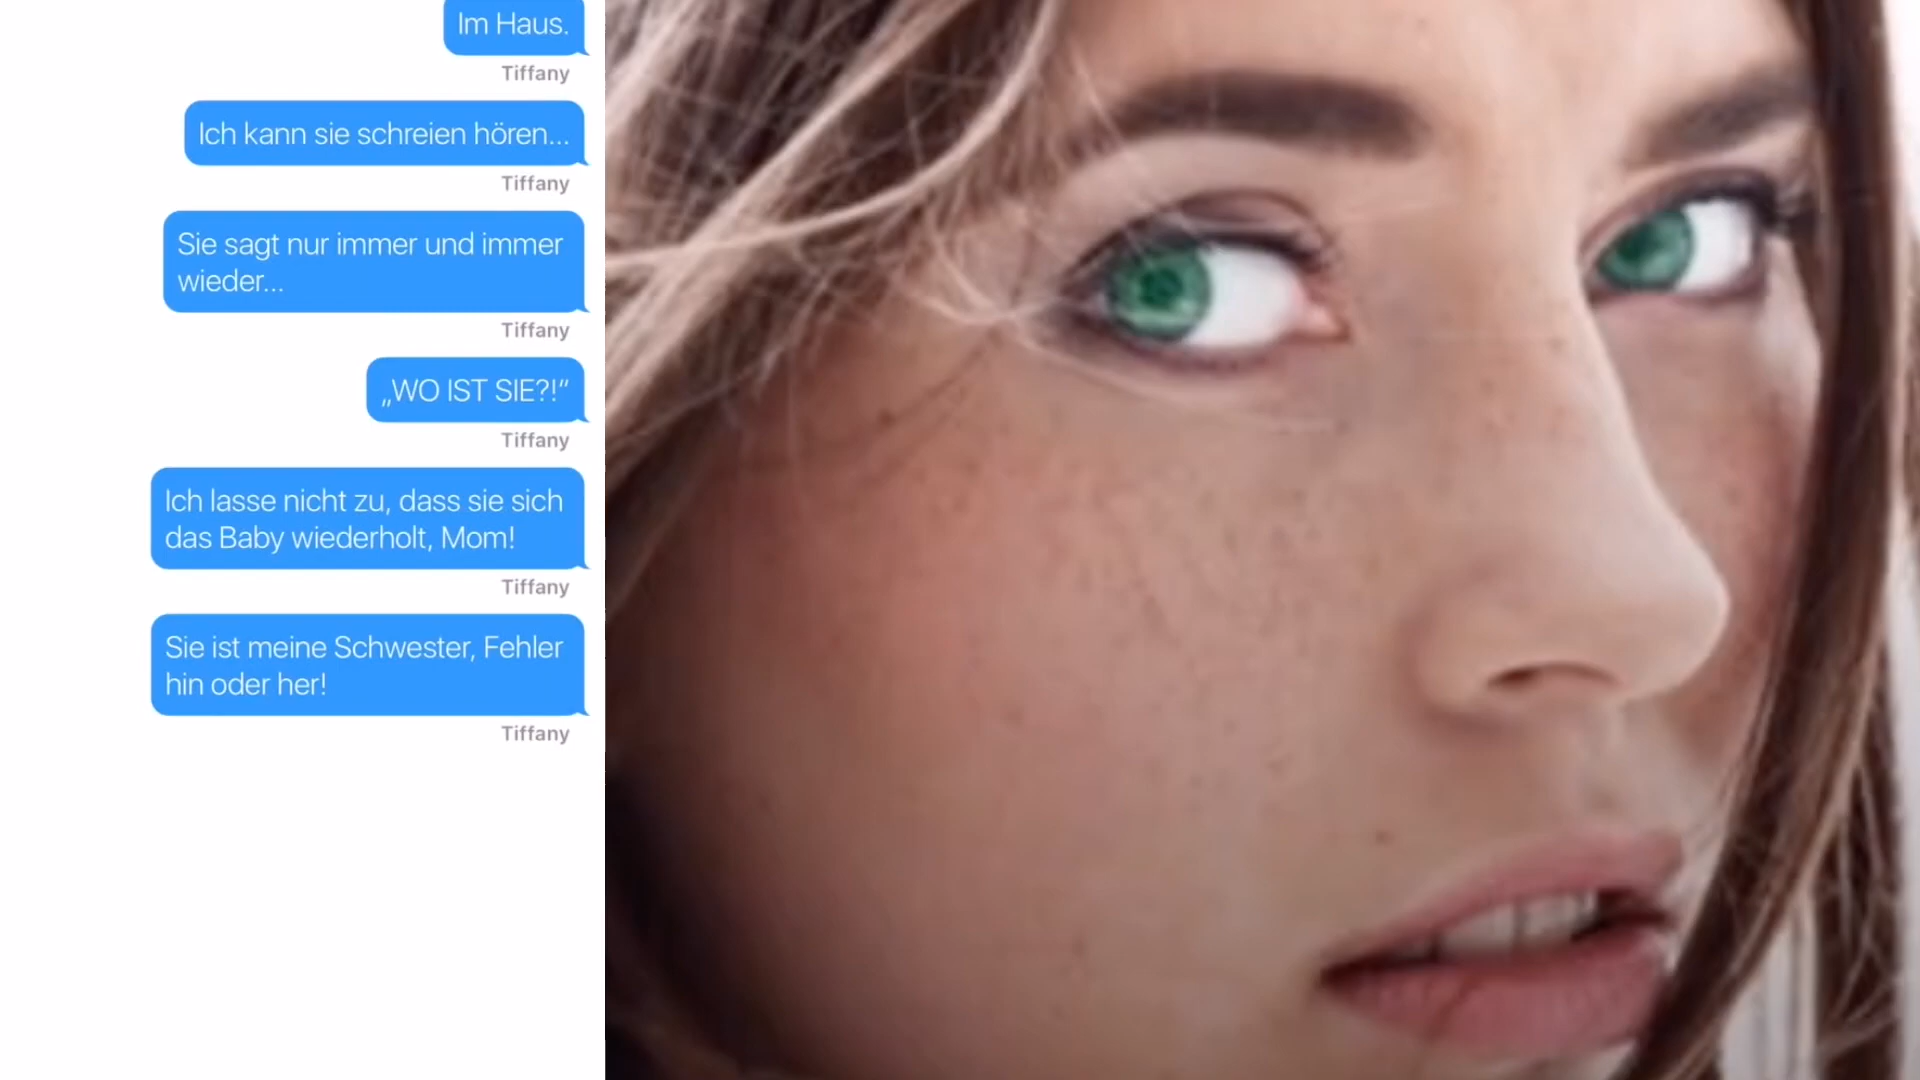 Im Haus.
Tiffany
Ich kann sie schreien hören...
Tiffany
Sie sagt nur immer und immer
wieder...
Tiffany
„WO IST SIE?!“
Tiffany
Ich lasse nicht zu, dass sie sich
das Baby wiederholt, Mom!
Tiffany
Sie ist meine Schwester, Fehler
hin oder her!
Tiffany